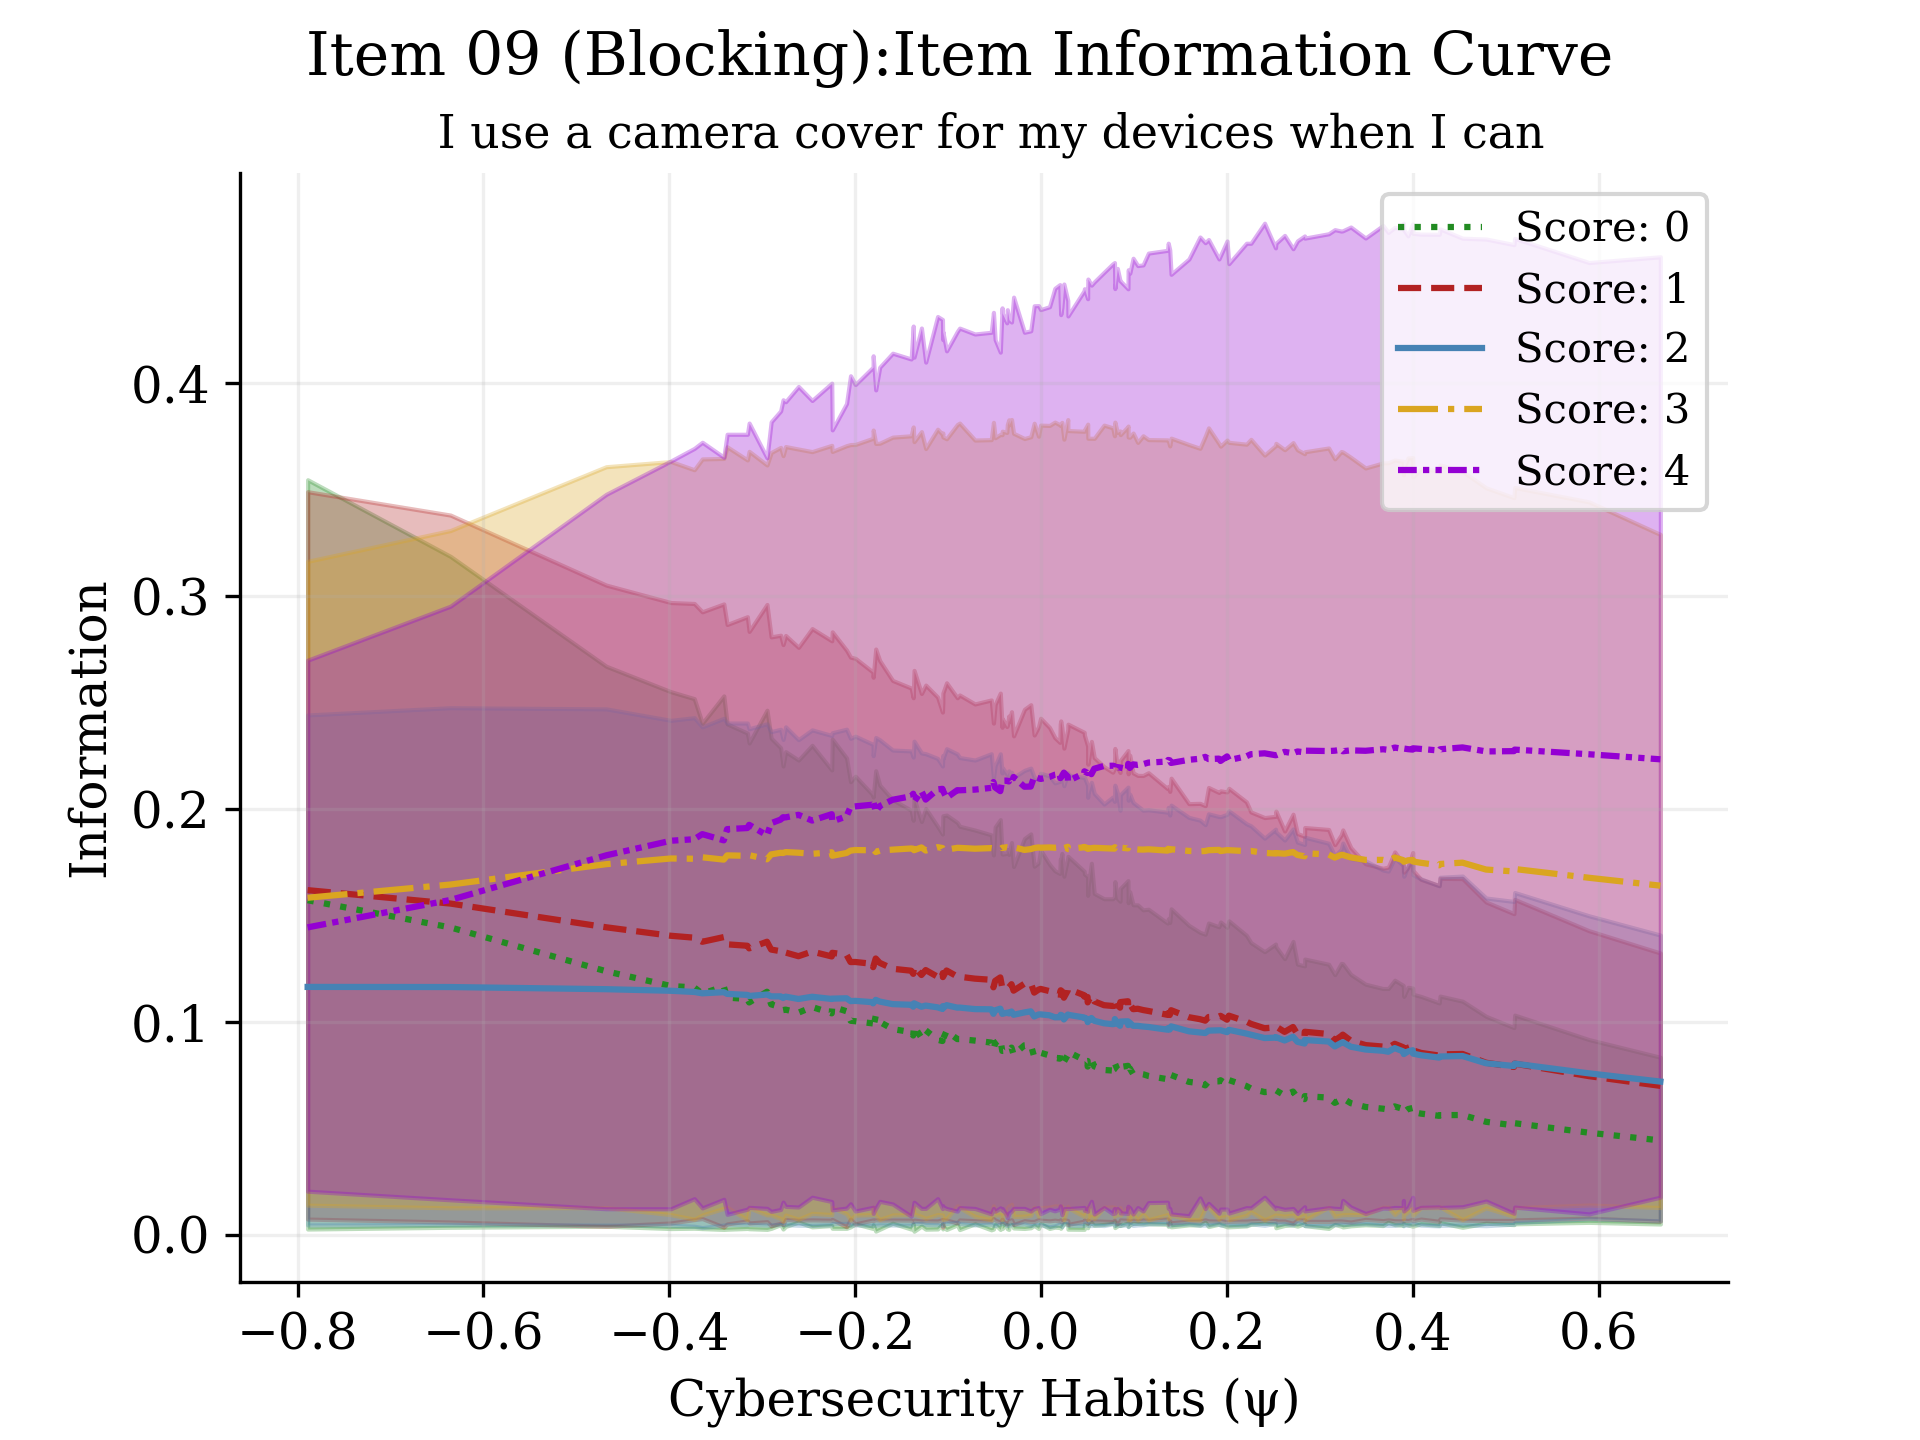 Item 09 (Blocking):Item Information Curve
I use a camera cover for my devices when I can
Score: 0
Score: 1
Score: 2
Score: 3
Score: 4
Information
0.4
0.3
0.2
0.1
0.0
−0.8 −0.6 −0.4 −0.2 0.0 0.2 0.4 0.6
Cybersecurity Habits (ψ)